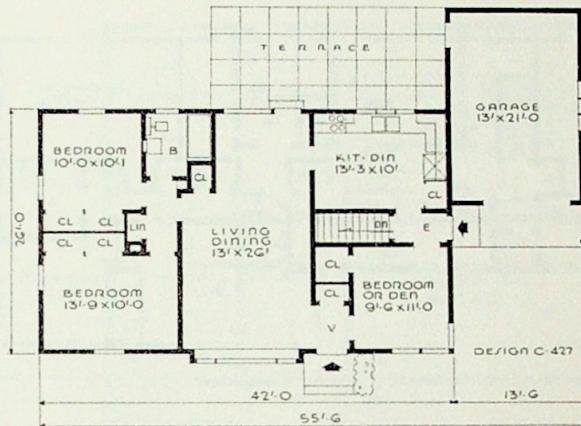 TERRACE
GARAGE
13'x21'-0
BEDROOM
10'-0x10'-1
B
CL
KIT-DIN
13'-3x10'
CL
26'-0
CL
CL
LIN
LIVING
DINING
13'x26'
DN
E
CL
CL
CL
BEDROOM
13'-9x10'-0
CL
BEDROOM
OR DEN
9'-6x11'-0
V
DESIGN C-427
42'-0
13'-6
55'-6